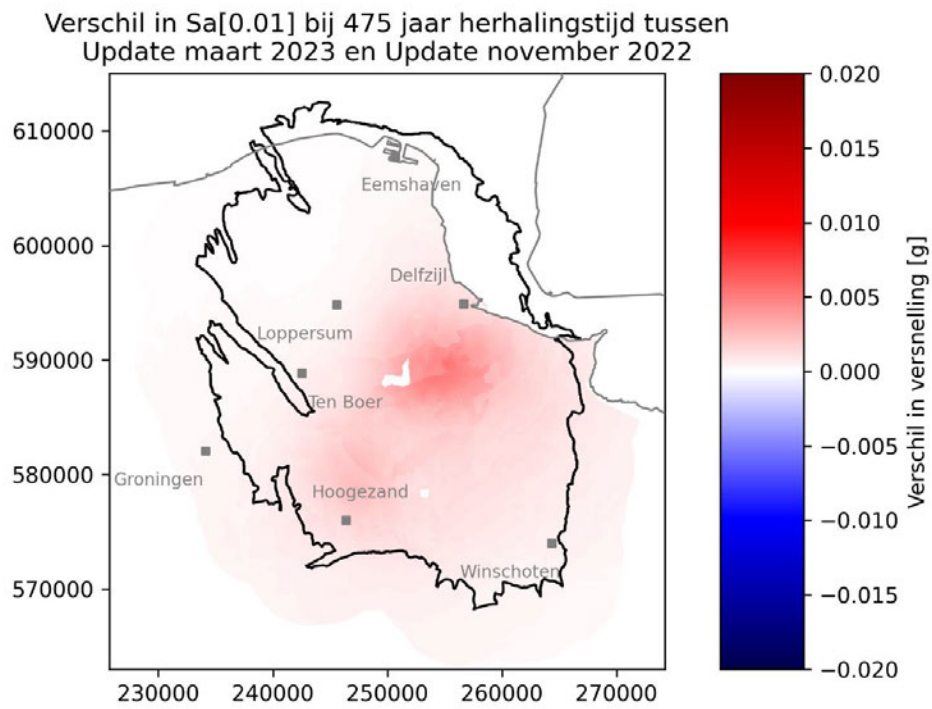 Verschil in Sa[0.01] bij 475 jaar herhalingstijd tussen
Update maart 2023 en Update november 2022
610000
600000
590000
580000
570000
230000 240000 250000 260000 270000
Eemshaven
Delfzijl
Loppersum
Ten Boer
Groningen
Hoogezand
Winschoten
0.020
0.015
0.010
0.005
0.000
−0.005
−0.010
−0.015
−0.020
Verschil in versnelling [g]